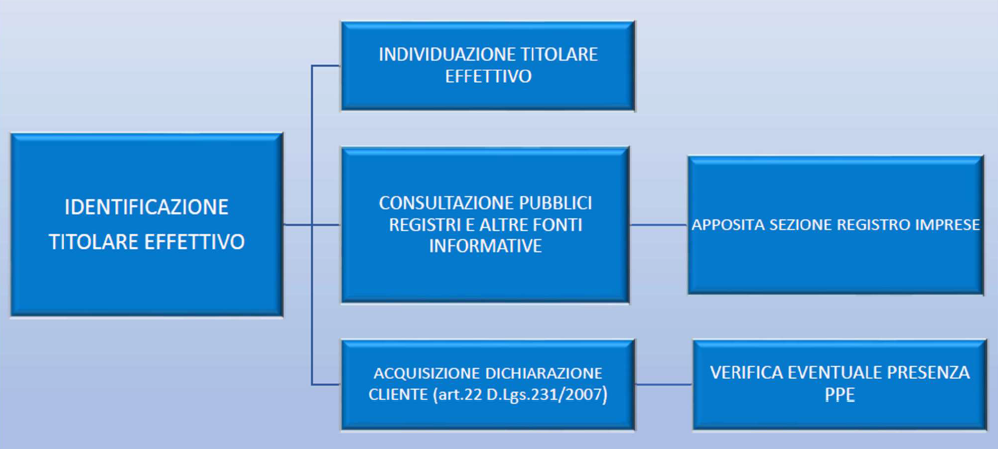 INDIVIDUAZIONE TITOLARE
EFFETTIVO
IDENTIFICAZIONE
TITOLARE EFFETTIVO
CONSULTAZIONE PUBBLICI
REGISTRI E ALTRE FONTI
INFORMATIVE
APPOSITA SEZIONE REGISTRO IMPRESE
ACQUISIZIONE DICHIARAZIONE
CLIENTE (art.22 D.Lgs.231/2007)
VERIFICA EVENTUALE PRESENZA
PPE